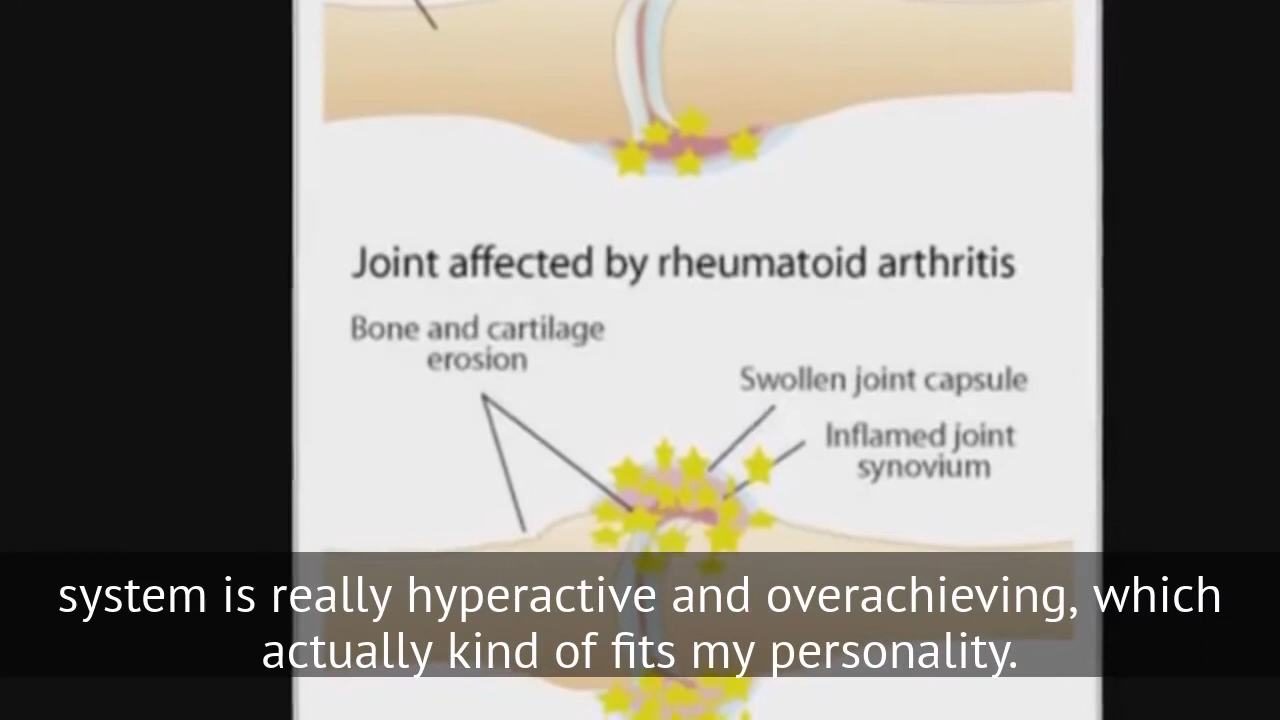 Joint affected by rheumatoid arthritis
Bone and cartilage
erosion
Swollen joint capsule
Inflamed joint
synovium
system is really hyperactive and overachieving, which
actually kind of fits my personality.